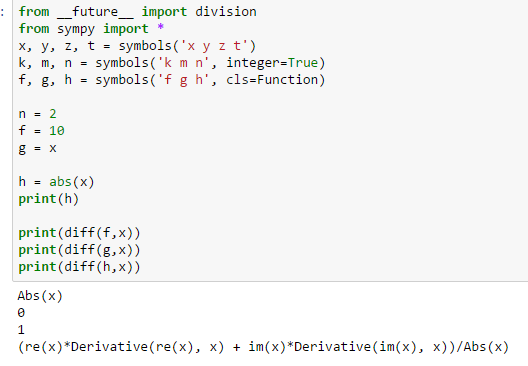 : from __future__ import division
from sympy import *
x, y, z, t = symbols('x y z t')
k, m, n = symbols('k m n', integer=True)
f, g, h = symbols('f g h', cls=Function)
n = 2
f = 10
g = x
h = abs(x)
print(h)
print(diff(f,x))
print(diff(g,x))
print(diff(h,x))
Abs(x)
0
1
(re(x)*Derivative(re(x), x) + im(x)*Derivative(im(x), x))/Abs(x)